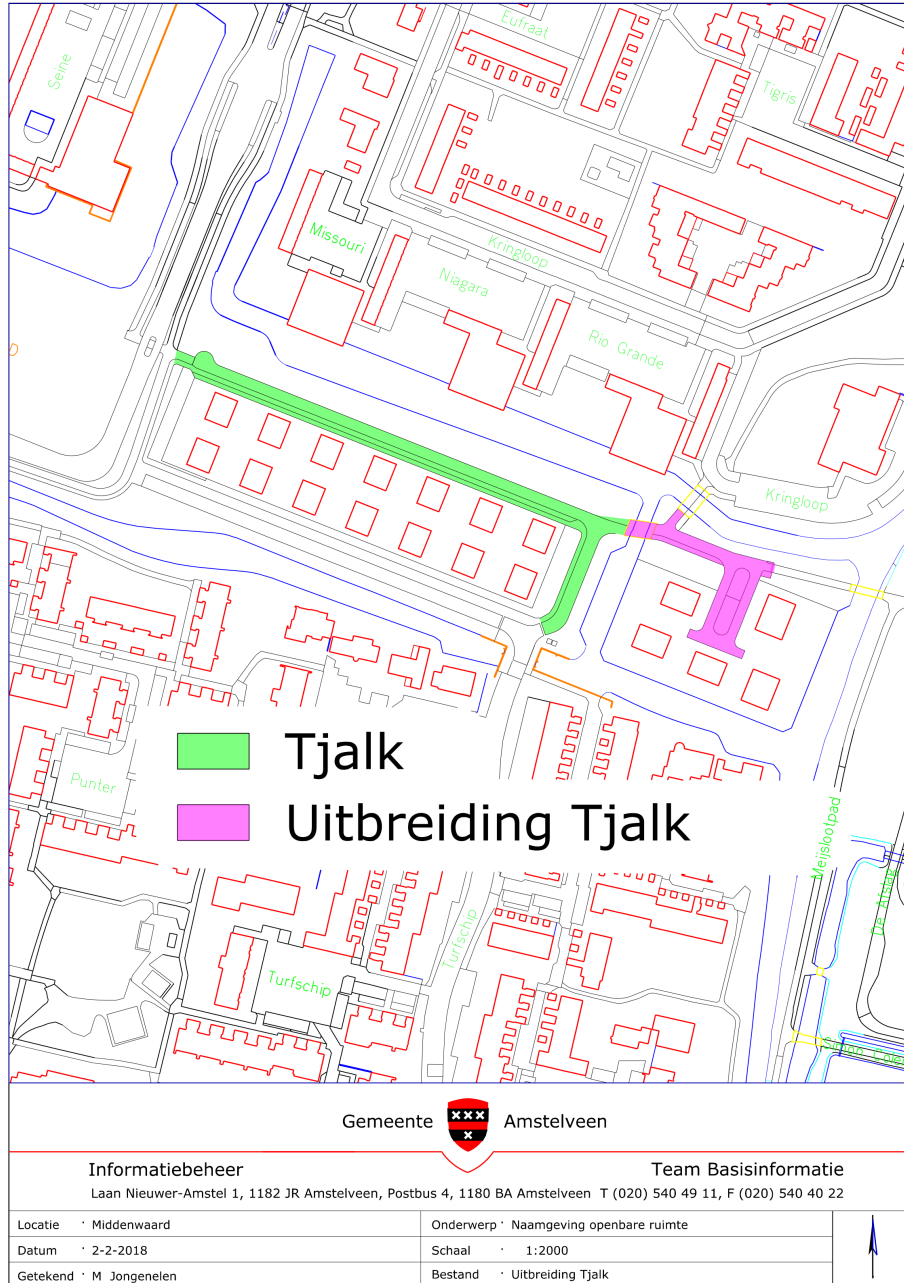 Eufraat
Seine
Tigris
Missouri
Kringloop
Niagara
Rio Grande
Kringloop
Tjalk
Uitbreiding Tjalk
Punter
Meijslootpad
De Afslag
Turfschip
Turfschip
Gemeente Amstelveen
Informatiebeheer Team Basisinformatie
Laan Nieuwer-Amstel 1, 1182 JR Amstelveen, Postbus 4, 1180 BA Amstelveen T (020) 540 49 11, F (020) 540 40 22
Locatie : Middenwaard Onderwerp : Naamgeving openbare ruimte
Datum : 2-2-2018 Schaal : 1:2000
Getekend : M Jongenelen Bestand : Uitbreiding Tjalk